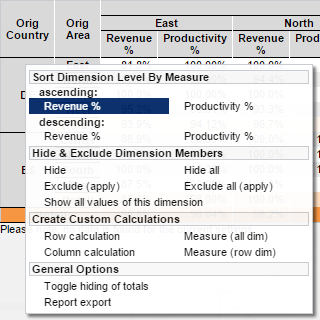 Orig Country
Orig Area
East
North
Revenue %
Productivity %
Revenue %
East
Sort Dimension Level By Measure
ascending:
Revenue %
Productivity %
descending:
Revenue %
Productivity %
Hide & Exclude Dimension Members
Hide
Hide all
Exclude (apply)
Exclude all (apply)
Show all values of this dimension
Create Custom Calculations
Row calculation
Measure (all dim)
Column calculation
Measure (row dim)
General Options
Toggle hiding of totals
Report export